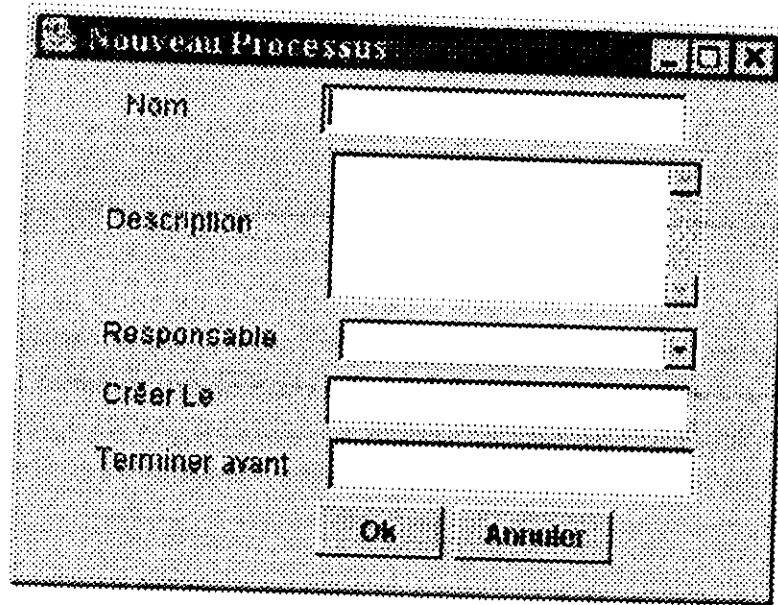 Nouveau Processus
Nom
Description
Responsable
Créer Le
Terminer avant
Ok Annuler